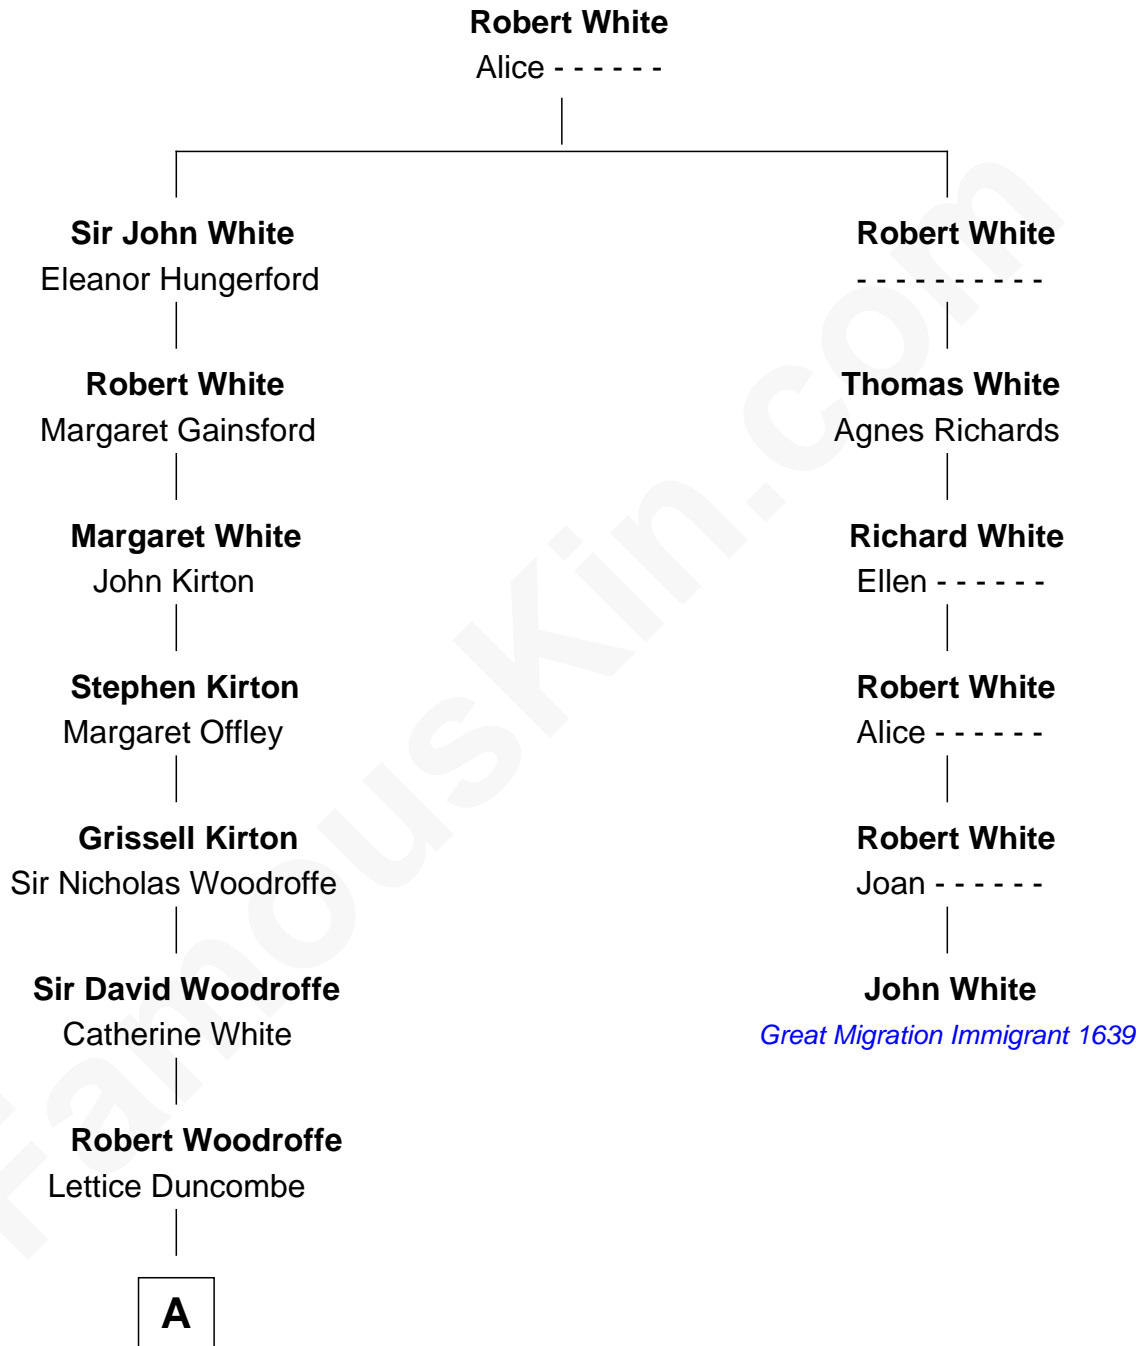 Robert White
Alice - - - - - -
Sir John White
Eleanor Hungerford
Robert White
- - - - - - - - - -
Robert White
Margaret Gainsford
Thomas White
Agnes Richards
Margaret White
John Kirton
Richard White
Ellen - - - - - -
Stephen Kirton
Margaret Offley
Robert White
Alice - - - - - -
Grissell Kirton
Sir Nicholas Woodroffe
Robert White
Joan - - - - - -
Sir David Woodroffe
Catherine White
John White
Great Migration Immigrant 1639
Robert Woodroffe
Lettice Duncombe
A
FamousKin.com